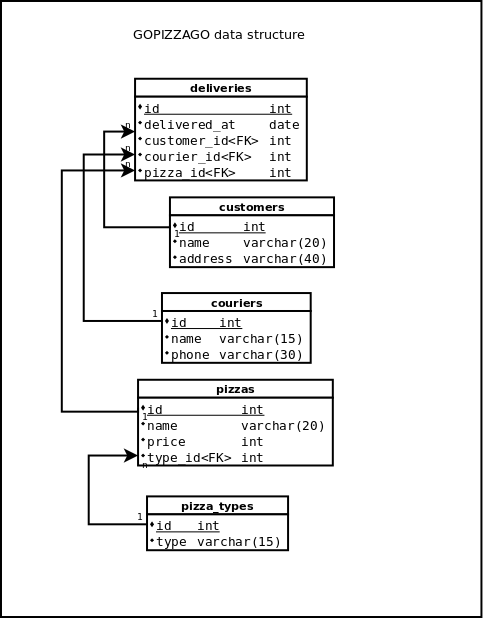 GOPIZZAGO data structure
deliveries
id int
delivered_at date
n
customer_id<FK> int
n
courier_id<FK> int
n
pizza_id<FK> int
customers
id int
1
name varchar(20)
address varchar(40)
couriers
1
id int
name varchar(15)
phone varchar(30)
pizzas
id int
1
name varchar(20)
price int
type_id<FK> int
n
pizza_types
1
id int
type varchar(15)